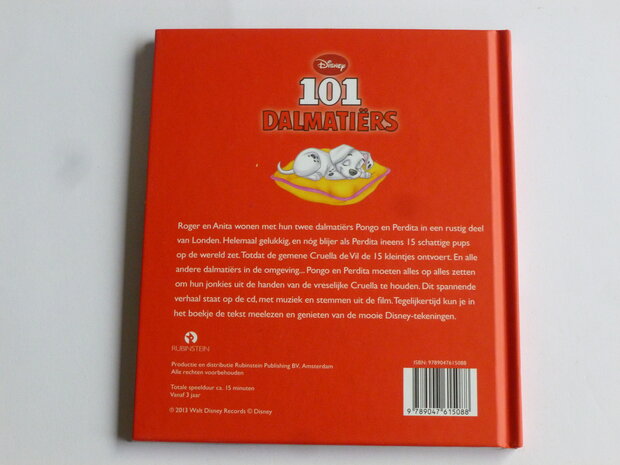 Disney
101
DALMATIËRS
Roger en Anita wonen met hun twee dalmatiërs Pongo en Perdita in een rustig deel
van Londen. Helemaal gelukkig, en nóg blijer als Perdita ineens 15 schattige pups
op de wereld zet. Totdat de gemene Cruella de Vil de 15 kleintjes ontvoert. En alle
andere dalmatiërs in de omgeving... Pongo en Perdita moeten alles op alles zetten
om hun jonkies uit de handen van de vreselijke Cruella te houden. Dit spannende
verhaal staat op de cd, met muziek en stemmen uit de film. Tegelijkertijd kun je in
het boekje de tekst meelezen en genieten van de mooie Disney-tekeningen.
RUBINSTEIN
Productie en distributie Rubinstein Publishing BV, Amsterdam
Alle rechten voorbehouden
Totale speelduur ca. 15 minuten
Vanaf 3 jaar
© 2013 Walt Disney Records © Disney
ISBN: 9789047615088
9 789047 615088